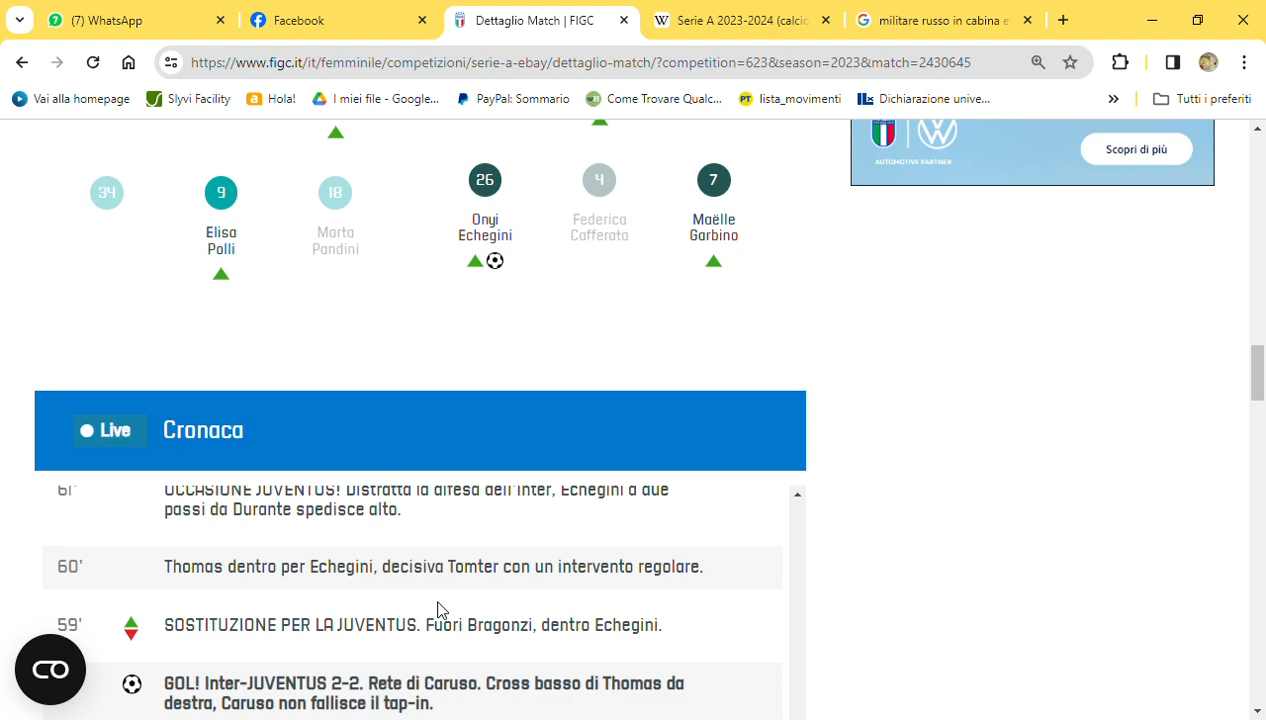 (7) WhatsApp
Facebook
Dettaglio Match | FIGC
Serie A 2023-2024 (calcio
militare russo in cabina e
https://www.figc.it/it/femminile/competizioni/serie-a-ebay/dettaglio-match/?competition=623&season=2023&match=2430645
Vai alla homepage
Slyvi Facility
Hola!
I miei file - Google...
PayPal: Sommario
Come Trovare Qualc...
lista_movimenti
Dichiarazione unive...
»
Tutti i preferiti
AUTOMOTIVE PARTNER
Scopri di più
34
9
18
26
4
7
Elisa
Polli
Marta
Pandini
Onyi
Echegini
Federica
Cafferata
Maëlle
Garbino
Live
Cronaca
61'
OCCASIONE JUVENTUS! Distratta la difesa dell'Inter, Echegini a due
passi da Durante spedisce alto.
60'
Thomas dentro per Echegini, decisiva Tomter con un intervento regolare.
59'
SOSTITUZIONE PER LA JUVENTUS. Fuori Bragonzi, dentro Echegini.
GOL! Inter-JUVENTUS 2-2. Rete di Caruso. Cross basso di Thomas da
destra, Caruso non fallisce il tap-in.